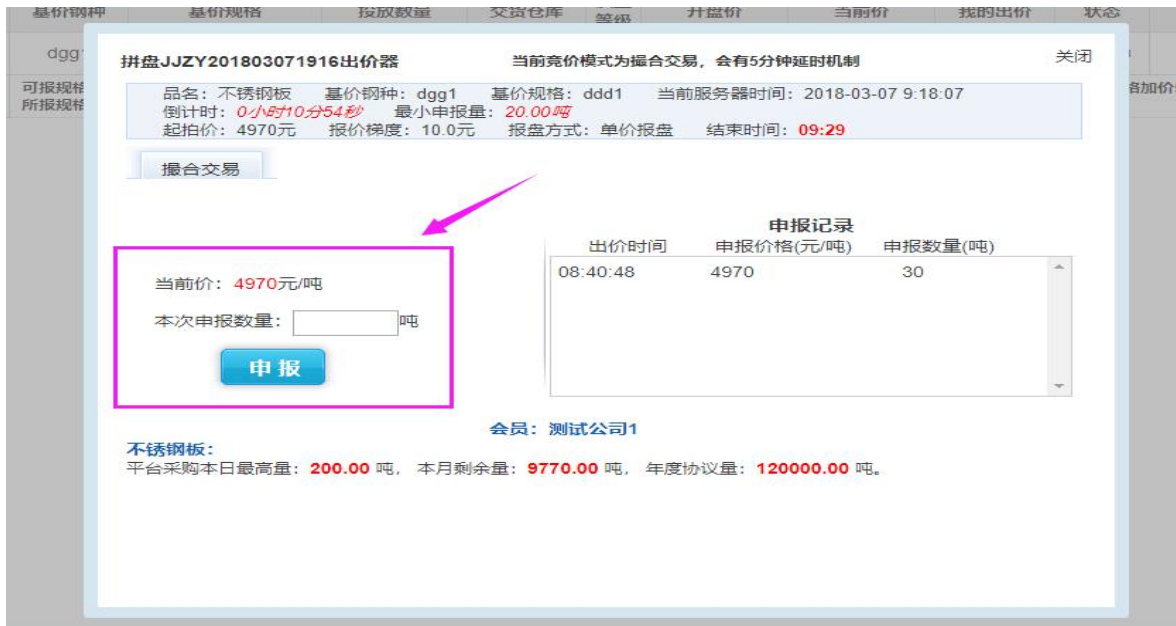 基价钢种 基价规格 投放数量 交货仓库 等级 开盘价 当前价 我的出价 状态
dgg1
可报规格
所报规格
格加价
拼盘JJZY201803071916出价器 当前竞价模式为撮合交易，会有5分钟延时机制 关闭
品名：不锈钢板 基价钢种：dgg1 基价规格：ddd1 当前服务器时间：2018-03-07 9:18:07
倒计时：0小时10分54秒 最小申报量：20.00吨
起拍价：4970元 报价梯度：10.0元 报盘方式：单价报盘 结束时间：09:29
撮合交易
申报记录
出价时间 申报价格(元/吨) 申报数量(吨)
08:40:48 4970 30
当前价：4970元/吨
本次申报数量： 吨
申报
会员：测试公司1
不锈钢板：
平台采购本日最高量：200.00 吨, 本月剩余量：9770.00 吨, 年度协议量：120000.00 吨。